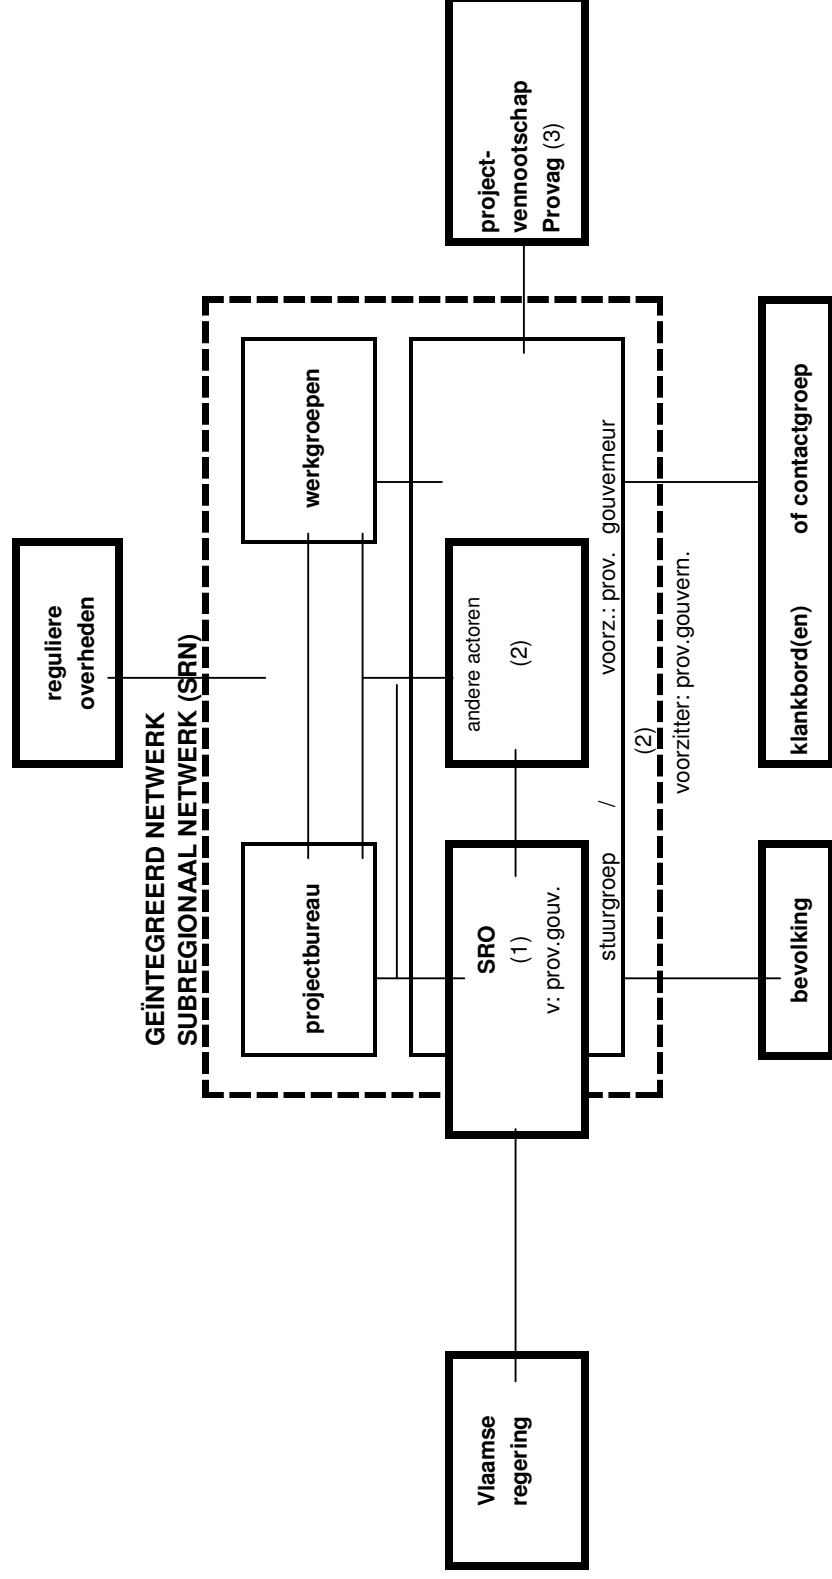 reguliere
overheden
GEÏNTEGREERD NETWERK
SUBREGIONAAL NETWERK (SRN)
projectbureau
werkgroepen
Vlaamse
regering
SRO
(1)
v: prov.gouv.
andere actoren
(2)
project-
vennootschap
Provag (3)
stuurgroep / voorz.: prov. gouverneur
(2)
voorzitter: prov.gouvern.
bevolking
klankbord(en) of contactgroep